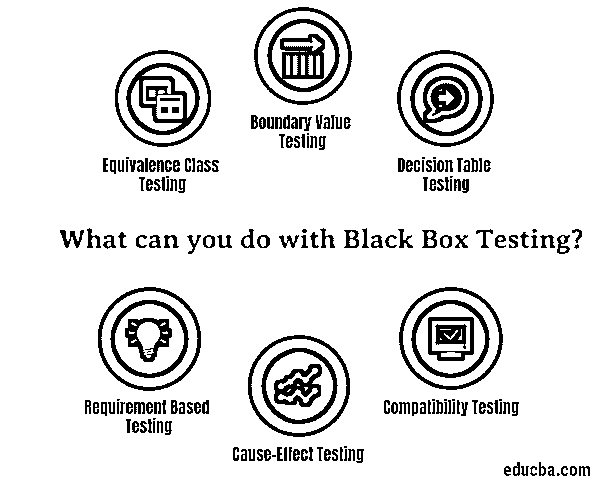 Boundary Value
Testing
Equivalence Class
Testing
Decision Table
Testing
What can you do with Black Box Testing?
Requirement Based
Testing
Cause-Effect Testing
Compatibility Testing
educba.com